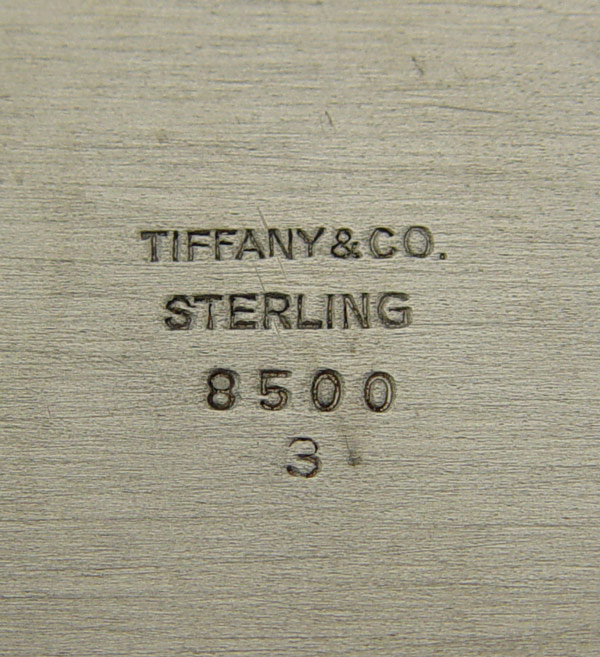 TIFFANY & CO.
STERLING
8500
3